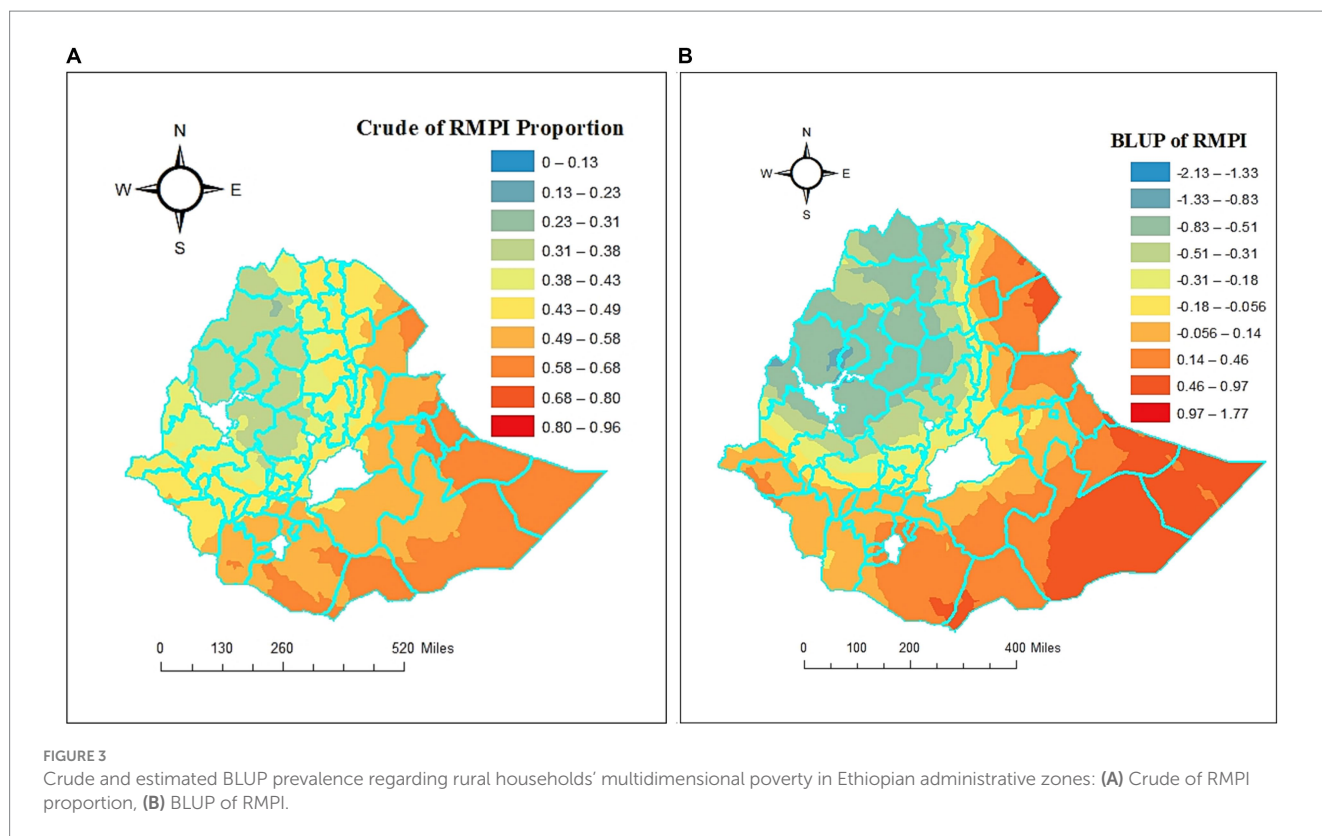 A
N
W
E
S
Crude of RMPI Proportion
0 – 0.13
0.13 – 0.23
0.23 – 0.31
0.31 – 0.38
0.38 – 0.43
0.43 – 0.49
0.49 – 0.58
0.58 – 0.68
0.68 – 0.80
0.80 – 0.96
0 130 260 520 Miles
B
N
W
E
S
BLUP of RMPI
-2.13 – -1.33
-1.33 – -0.83
-0.83 – -0.51
-0.51 – -0.31
-0.31 – -0.18
-0.18 – -0.056
-0.056 – 0.14
0.14 – 0.46
0.46 – 0.97
0.97 – 1.77
0 100 200 400 Miles
FIGURE 3
Crude and estimated BLUP prevalence regarding rural households’ multidimensional poverty in Ethiopian administrative zones: (A) Crude of RMPI
proportion, (B) BLUP of RMPI.